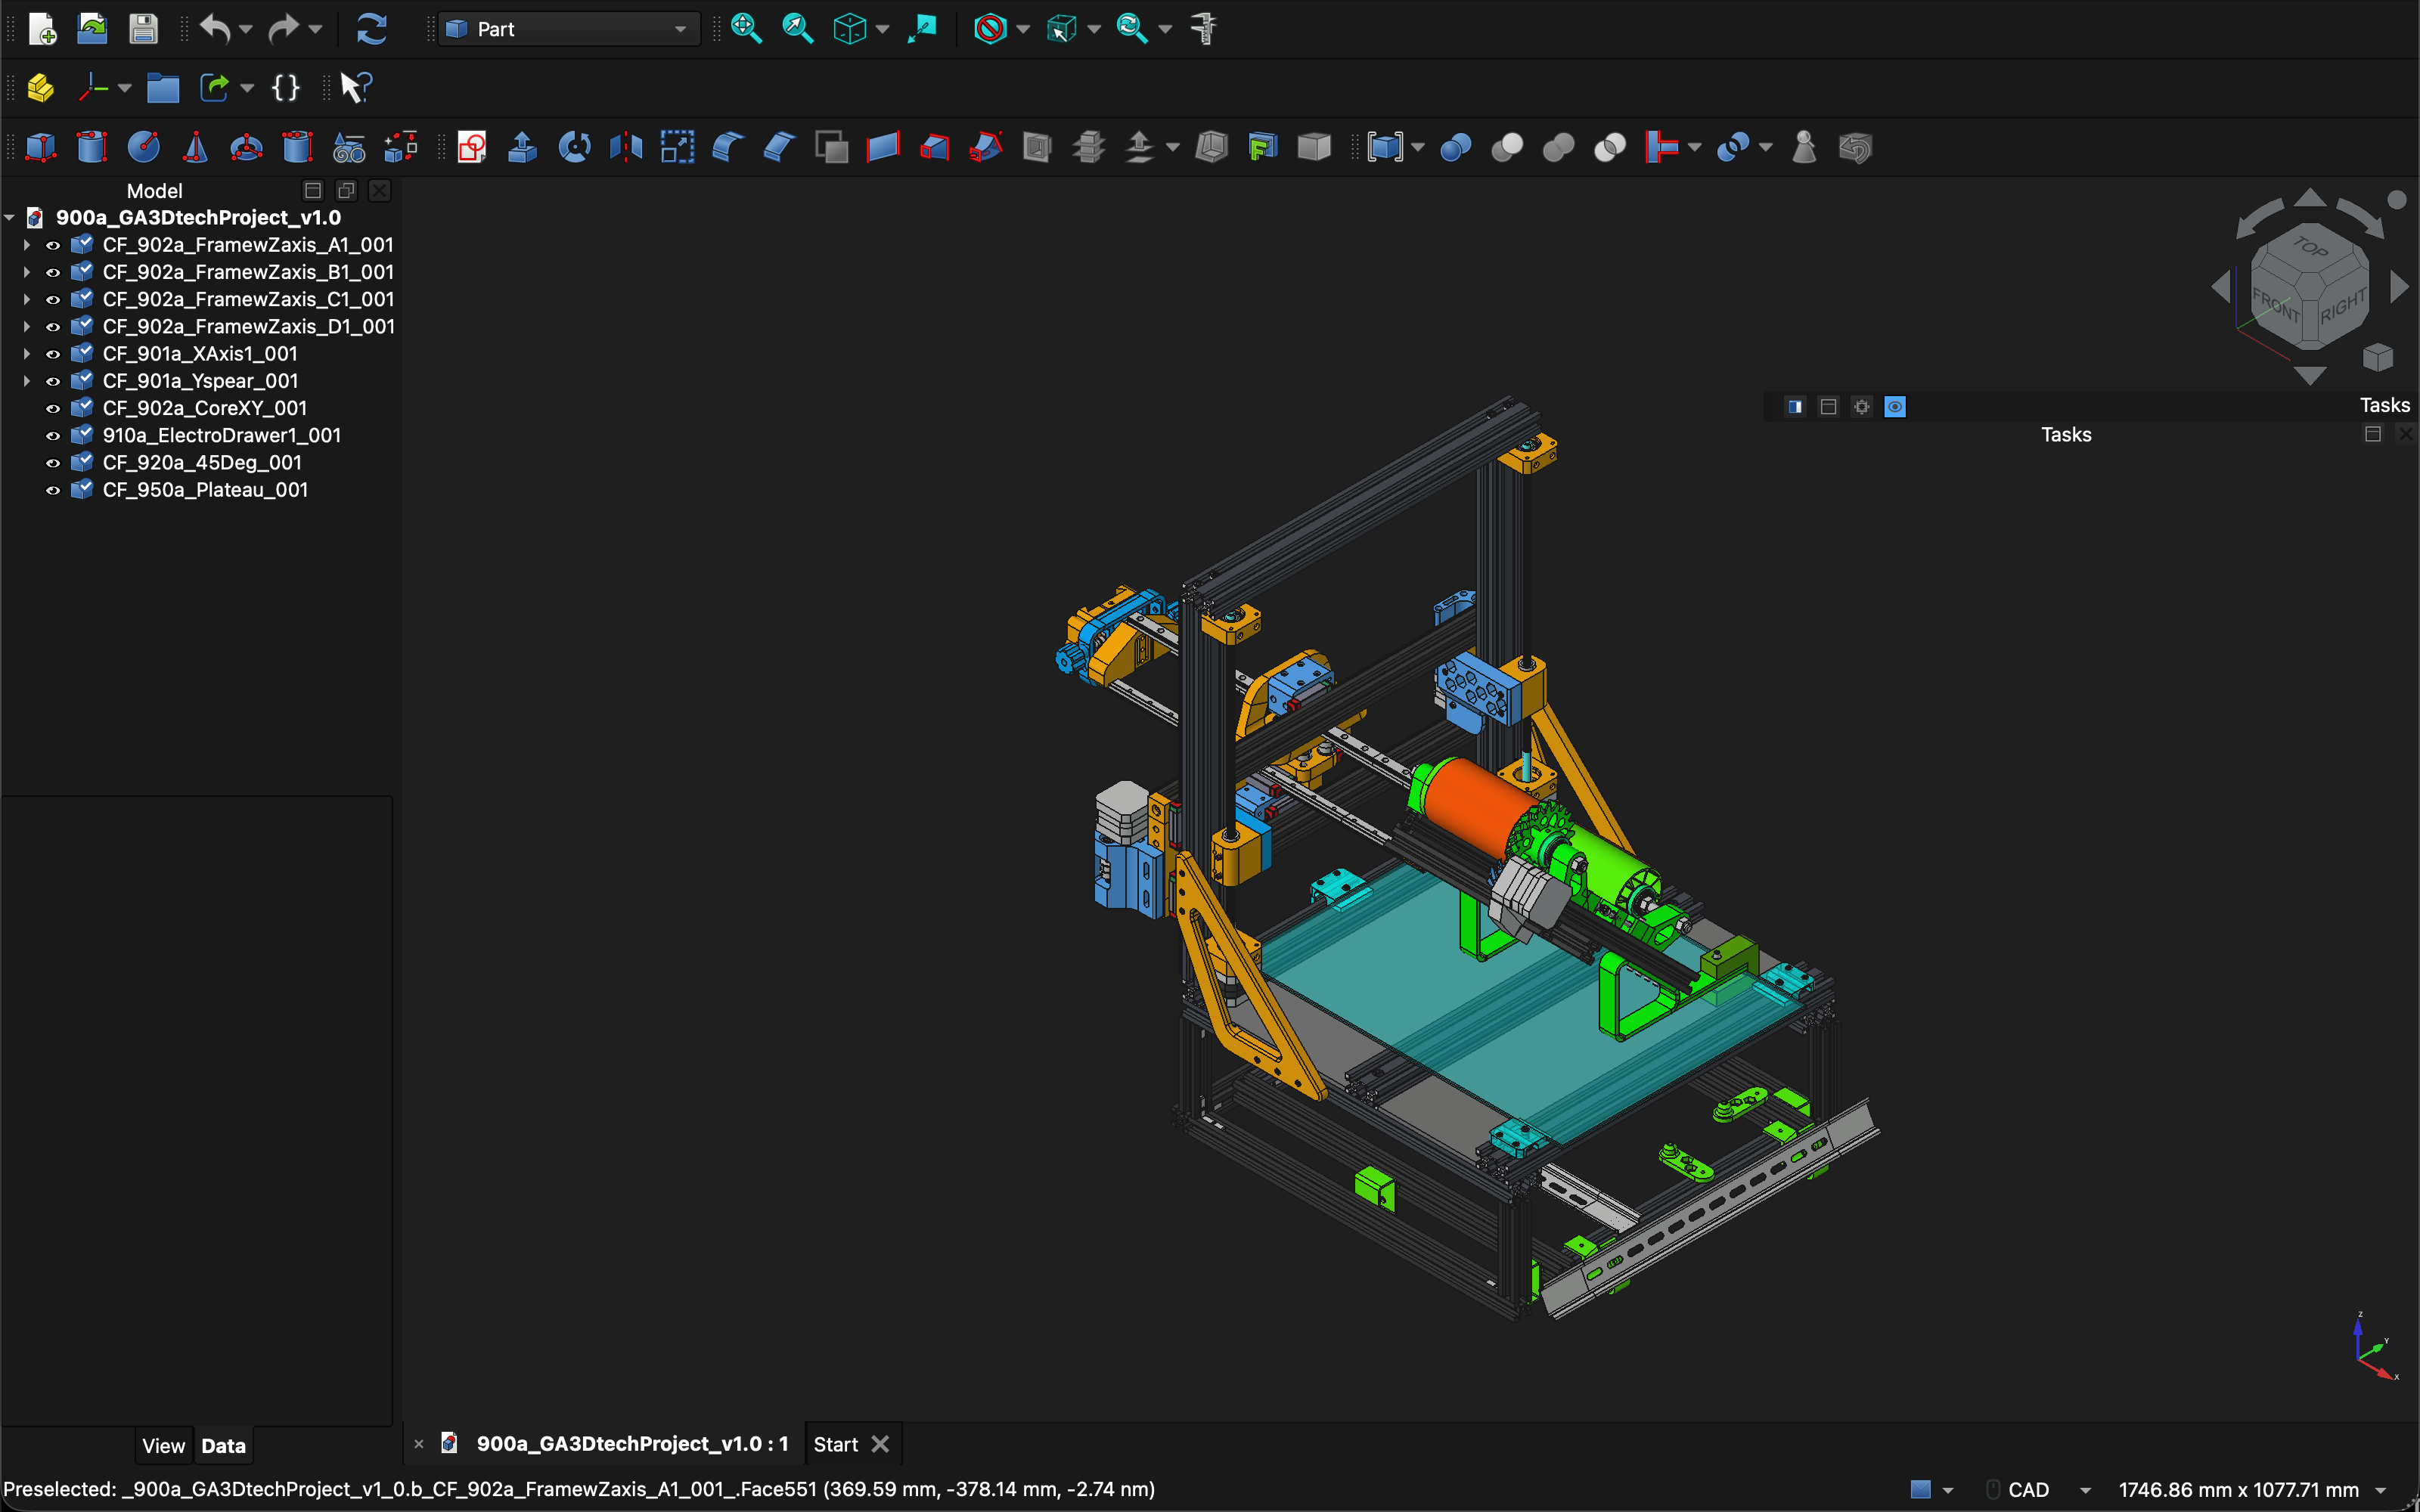 Part
Model
900a_GA3DtechProject_v1.0
CF_902a_FramewZaxis_A1_001
CF_902a_FramewZaxis_B1_001
CF_902a_FramewZaxis_C1_001
CF_902a_FramewZaxis_D1_001
CF_901a_XAxis1_001
CF_901a_Yspear_001
CF_902a_CoreXY_001
910a_ElectroDrawer1_001
CF_920a_45Deg_001
CF_950a_Plateau_001
TOP
FRONT
RIGHT
Tasks
Tasks
Z
Y
X
View
Data
900a_GA3DtechProject_v1.0 : 1
Start
Preselected: _900a_GA3DtechProject_v1_0.b_CF_902a_FramewZaxis_A1_001_.Face551 (369.59 mm, -378.14 mm, -2.74 nm)
CAD
1746.86 mm x 1077.71 mm